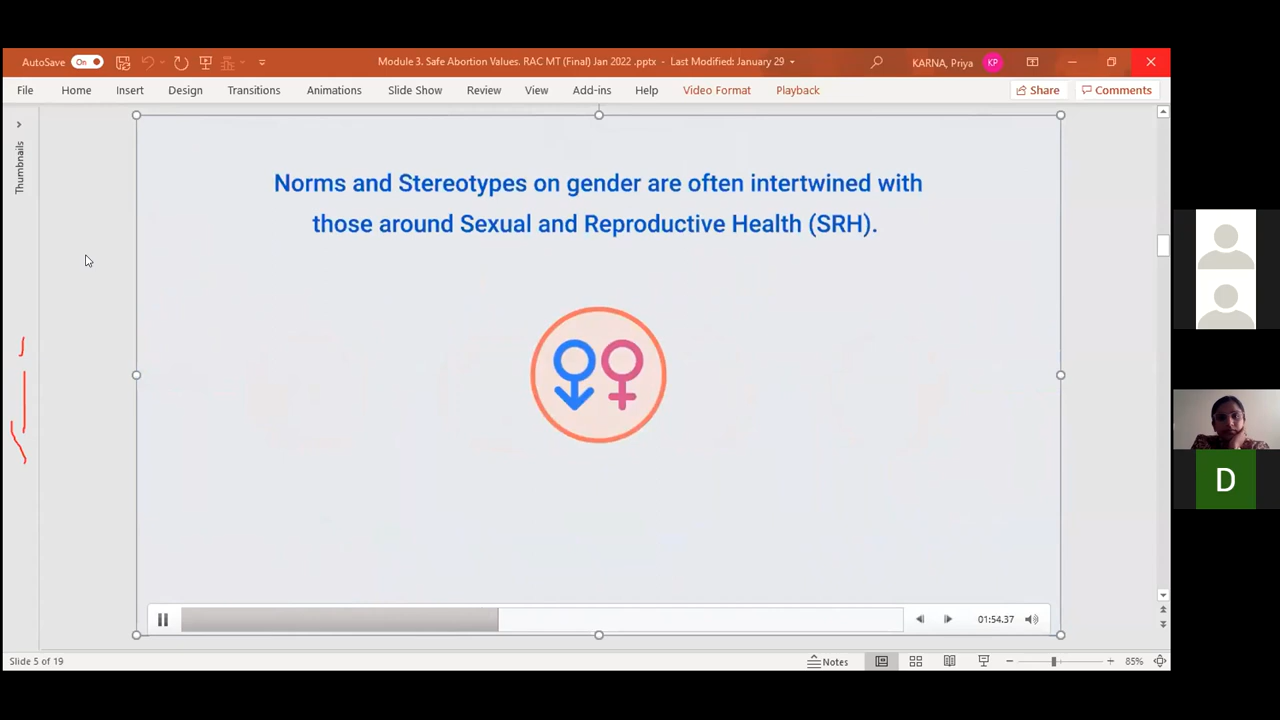 AutoSave On
Module 3. Safe Abortion Values. RAC MT (Final) Jan 2022 .pptx - Last Modified: January 29
KARNA, Priya KP
File Home Insert Design Transitions Animations Slide Show Review View Add-ins Help Video Format Playback
Share Comments
Thumbnails
Norms and Stereotypes on gender are often intertwined with
those around Sexual and Reproductive Health (SRH).
01:54.37
D
Slide 5 of 19
Notes
85%